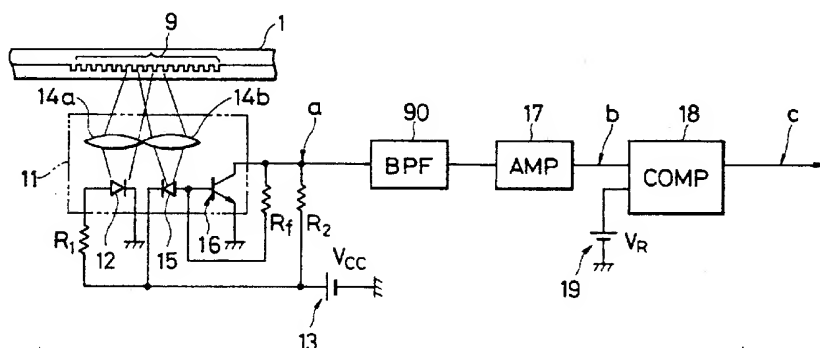 9
1
14a
14b
a
90
BPF
17
AMP
b
18
COMP
c
11
R1
12
15
16
Rf
R2
VCC
13
19
VR